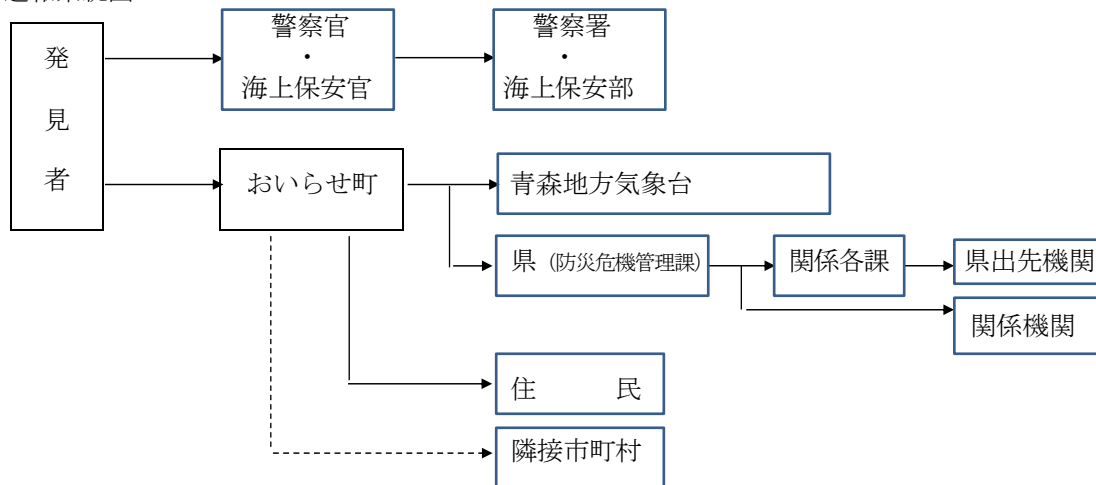 発見者
警察官
・
海上保安官
警察署
・
海上保安部
おいらせ町
青森地方気象台
県（防災危機管理課）
関係各課
県出先機関
関係機関
住　　　民
隣接市町村